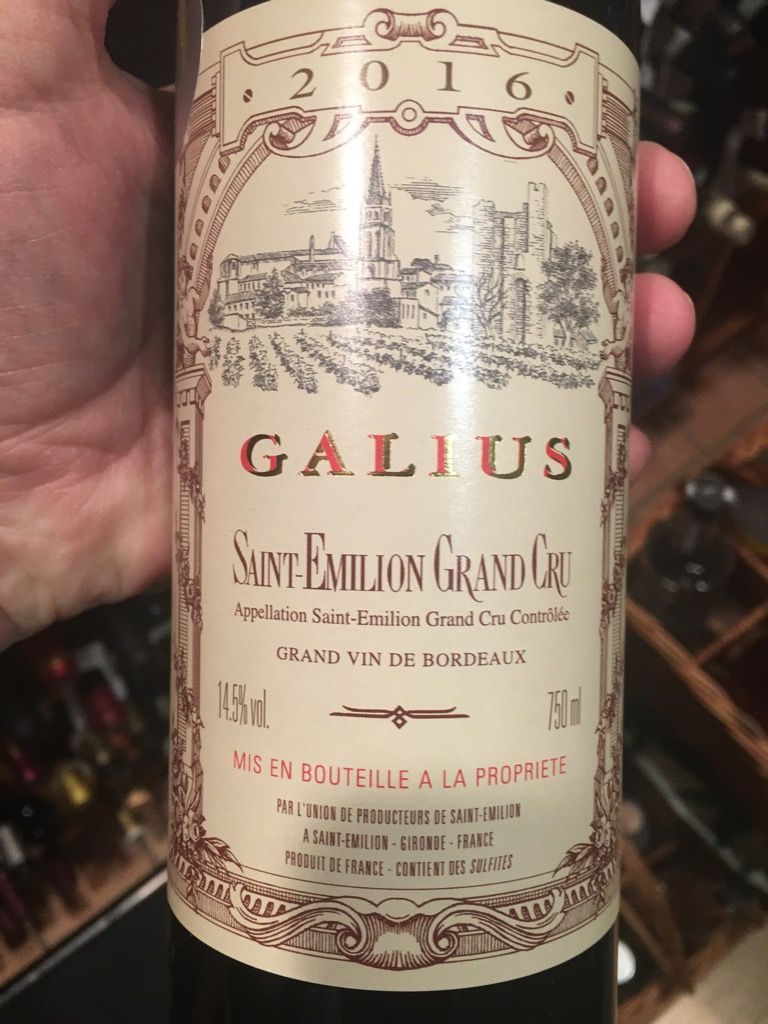 2016
GALIUS
SAINT-EMILION GRAND CRU
Appellation Saint-Emilion Grand Cru Contrôlée
GRAND VIN DE BORDEAUX
14.5% vol. 750 ml
MIS EN BOUTEILLE A LA PROPRIETE
PAR L'UNION DE PRODUCTEURS DE SAINT-EMILION
A SAINT-EMILION - GIRONDE - FRANCE
PRODUIT DE FRANCE - CONTIENT DES SULFITES